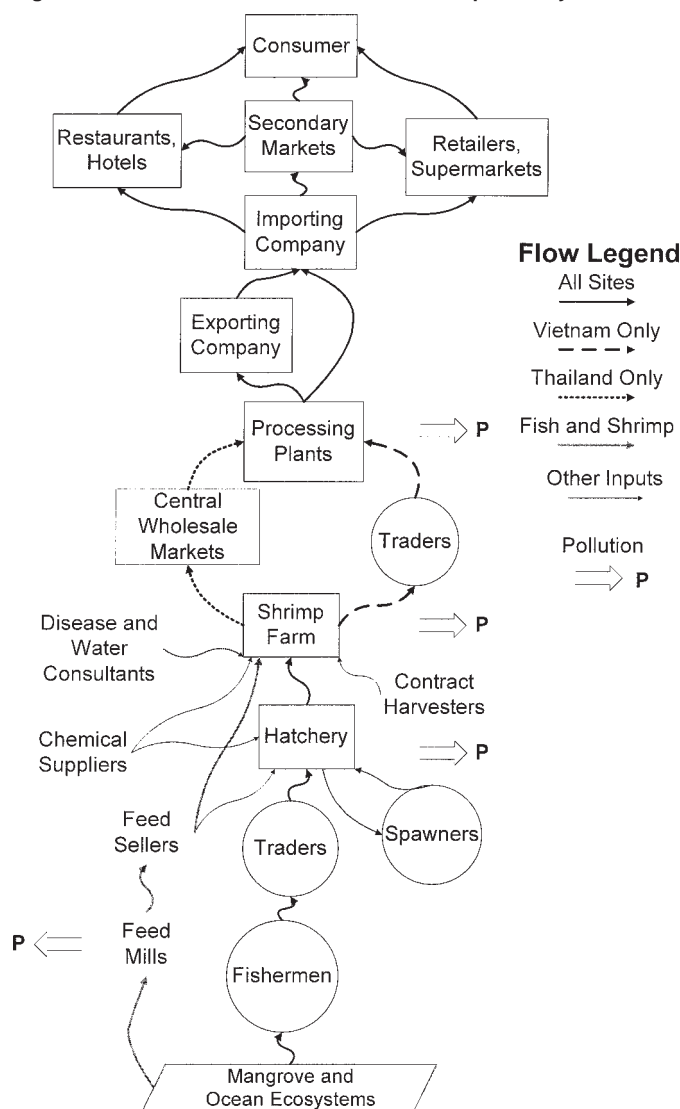 Consumer
Restaurants,
Hotels
Secondary
Markets
Retailers,
Supermarkets
Importing
Company
Flow Legend
All Sites
Exporting
Company
Vietnam Only
Thailand Only
Processing
Plants
P
Fish and Shrimp
Central
Wholesale
Markets
Traders
Other Inputs
Pollution
P
Shrimp
Farm
P
Disease and
Water
Consultants
Contract
Harvesters
Chemical
Suppliers
Hatchery
P
Feed
Sellers
Traders
Spawners
P
Feed
Mills
Fishermen
Mangrove and
Ocean Ecosystems